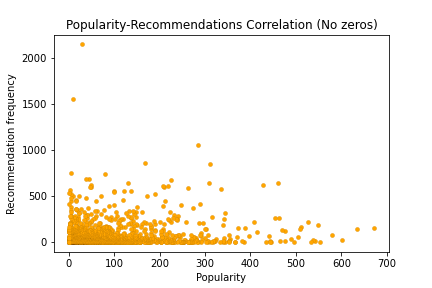 Popularity-Recommendations Correlation (No zeros)
Recommendation frequency
2000
1500
1000
500
0
0 100 200 300 400 500 600 700
Popularity